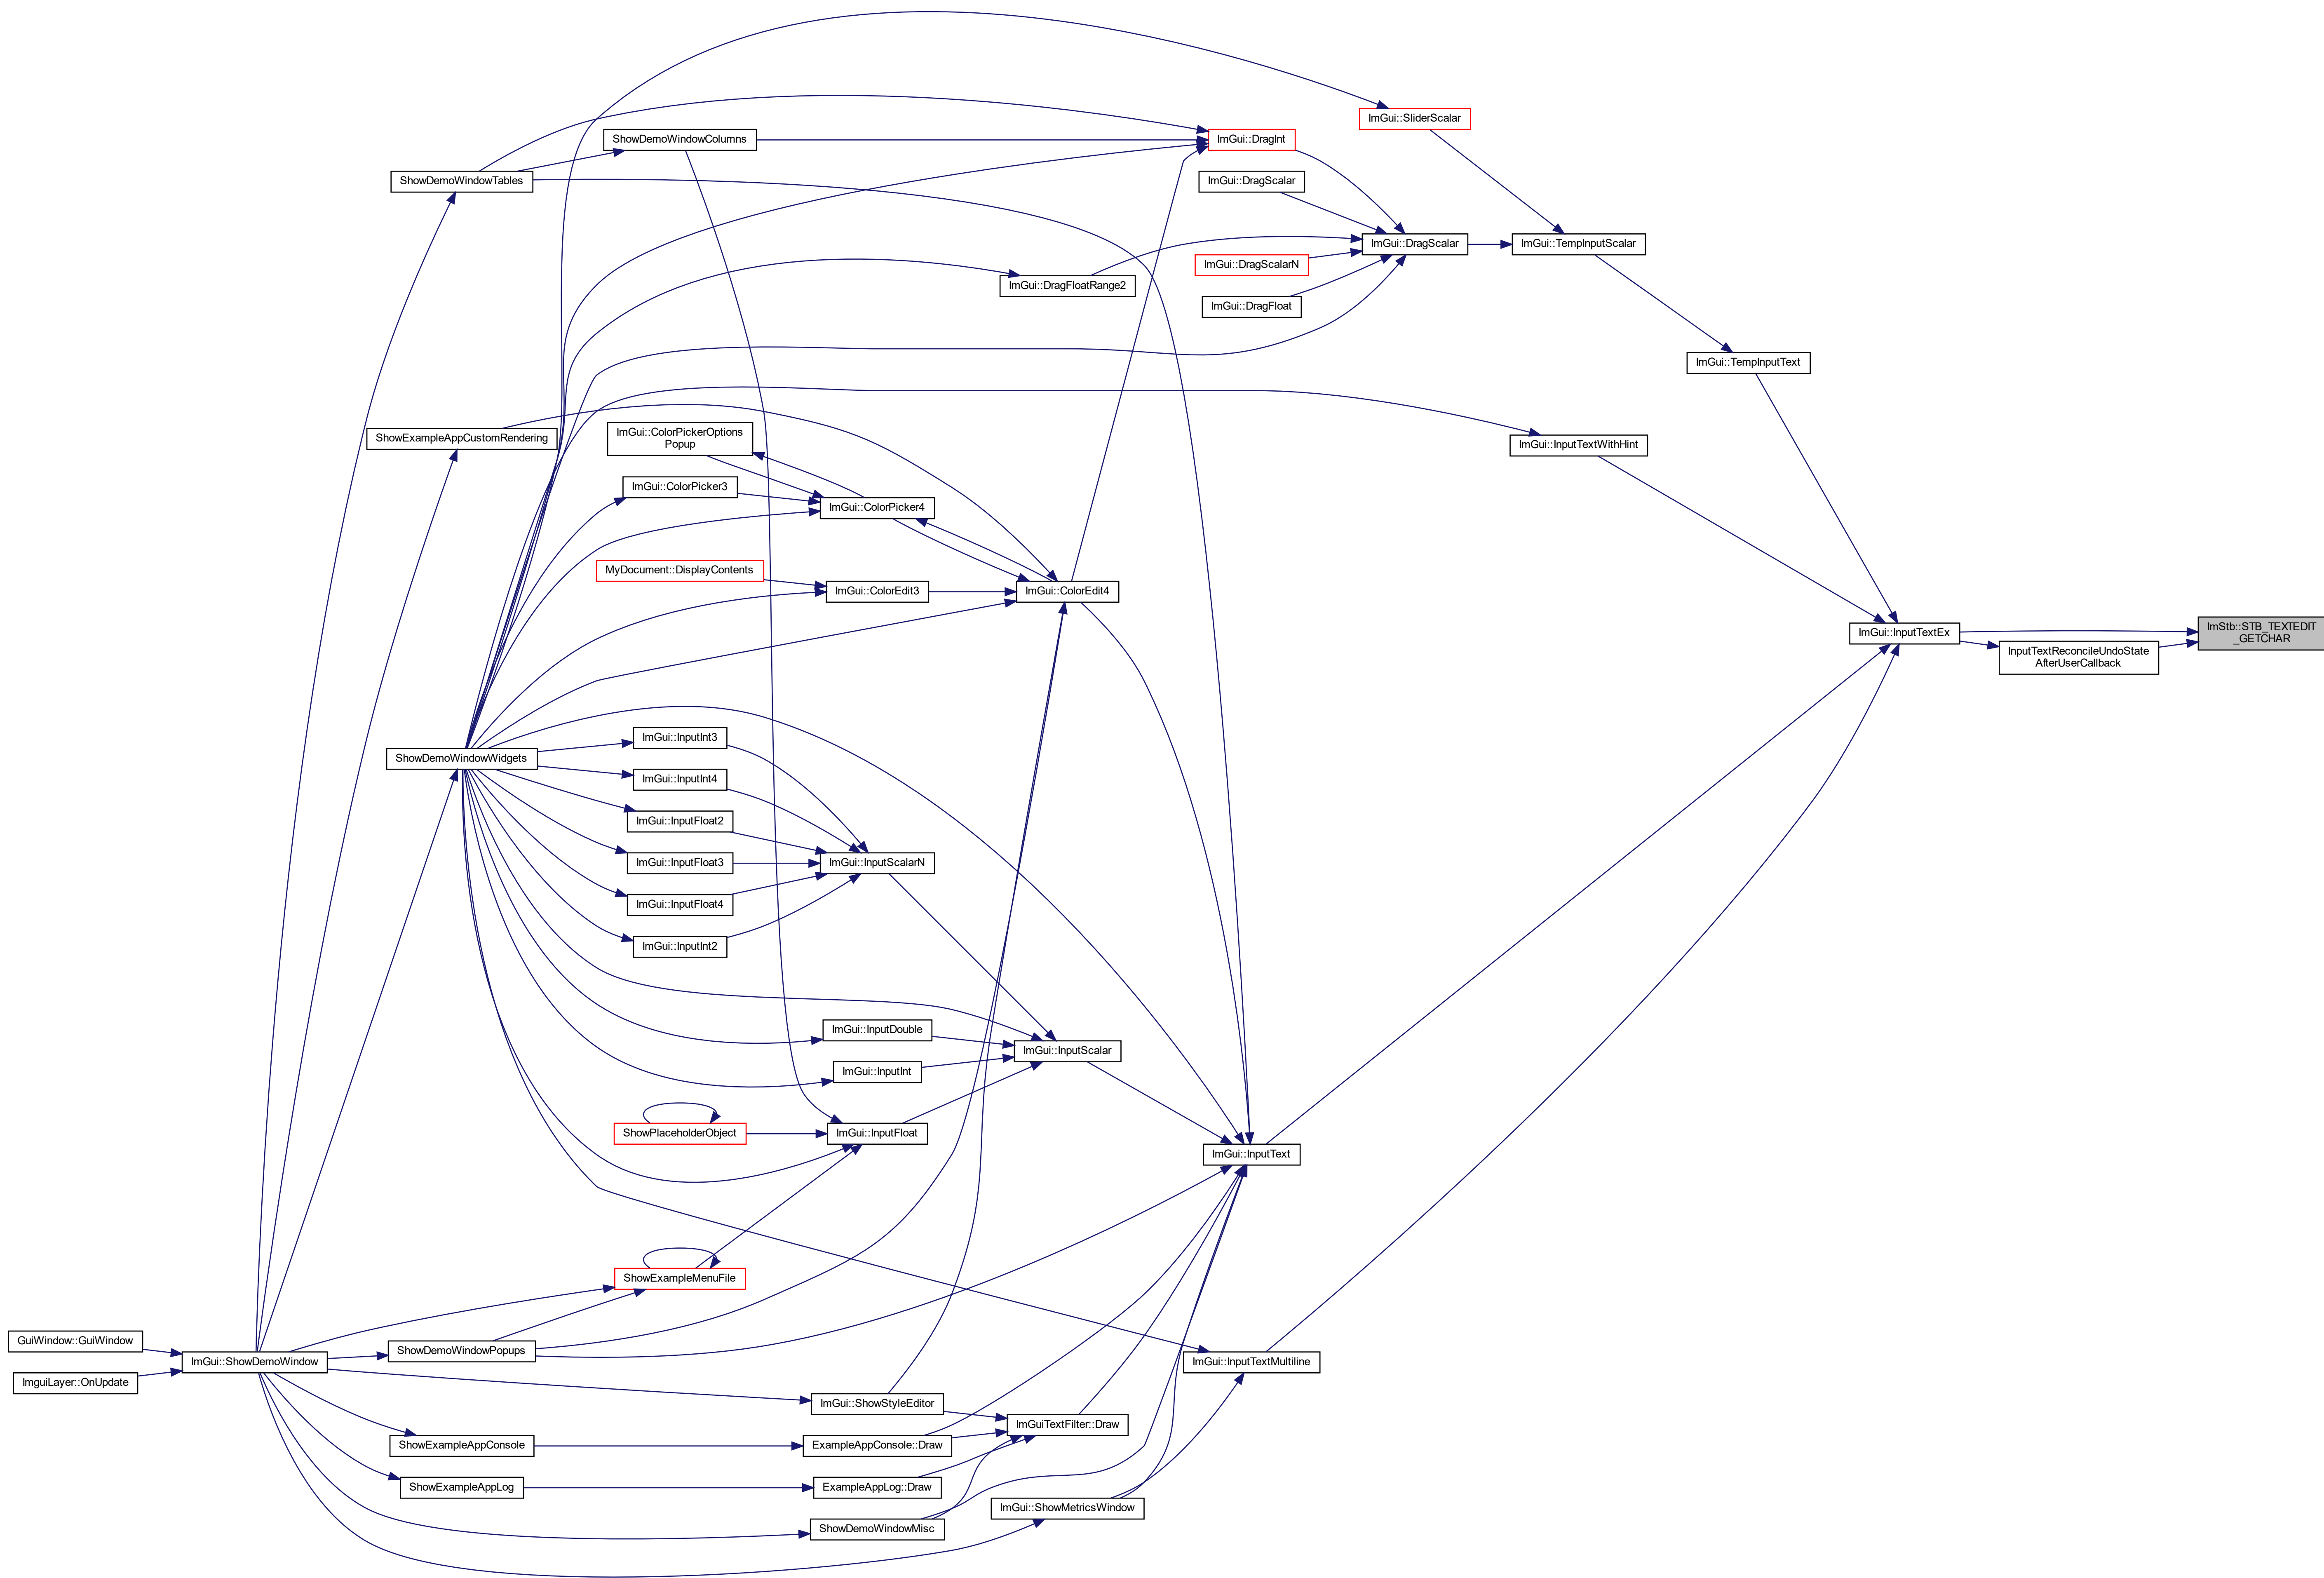 ImGui::SliderScalar
ShowDemoWindowColumns
ImGui::DragInt
ShowDemoWindowTables
ImGui::DragScalar
ImGui::DragScalar
ImGui::TempInputScalar
ImGui::DragScalarN
ImGui::DragFloatRange2
ImGui::DragFloat
ImGui::TempInputText
ShowExampleAppCustomRendering
ImGui::ColorPickerOptions
Popup
ImGui::InputTextWithHint
ImGui::ColorPicker3
ImGui::ColorPicker4
MyDocument::DisplayContents
ImGui::ColorEdit3
ImGui::ColorEdit4
ImGui::InputTextEx
ImStb::STB_TEXTEDIT
_GETCHAR
InputTextReconcileUndoState
AfterUserCallback
ImGui::InputInt3
ShowDemoWindowWidgets
ImGui::InputInt4
ImGui::InputFloat2
ImGui::InputFloat3
ImGui::InputScalarN
ImGui::InputFloat4
ImGui::InputInt2
ImGui::InputDouble
ImGui::InputScalar
ImGui::InputInt
ShowPlaceholderObject
ImGui::InputFloat
ImGui::InputText
ShowExampleMenuFile
GuiWindow::GuiWindow
ImGui::ShowDemoWindow
ShowDemoWindowPopups
ImGui::InputTextMultiline
ImguiLayer::OnUpdate
ImGui::ShowStyleEditor
ImGuiTextFilter::Draw
ShowExampleAppConsole
ExampleAppConsole::Draw
ShowExampleAppLog
ExampleAppLog::Draw
ImGui::ShowMetricsWindow
ShowDemoWindowMisc